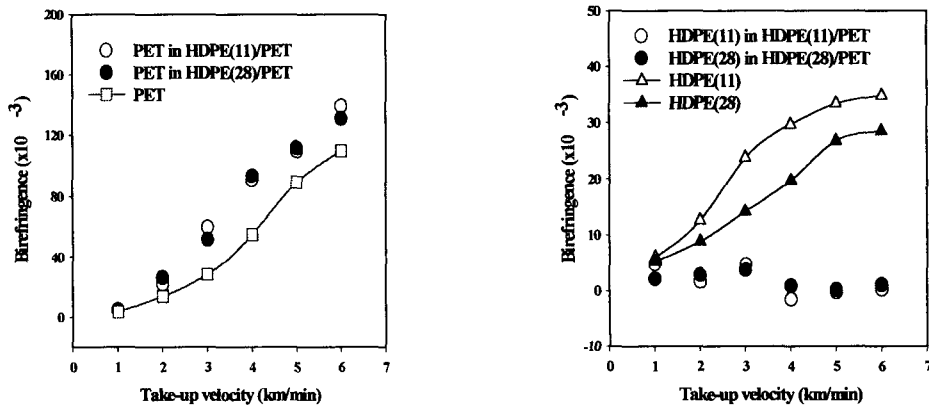 200
160
120
80
40
0
Birefringence (x10 -3)
PET in HDPE(11)/PET
PET in HDPE(28)/PET
PET
0 1 2 3 4 5 6 7
Take-up velocity (km/min)
50
40
30
20
10
0
-10
Birefringence (x10 -3)
HDPE(11) in HDPE(11)/PET
HDPE(28) in HDPE(28)/PET
HDPE(11)
HDPE(28)
0 1 2 3 4 5 6 7
Take-up velocity (km/min)